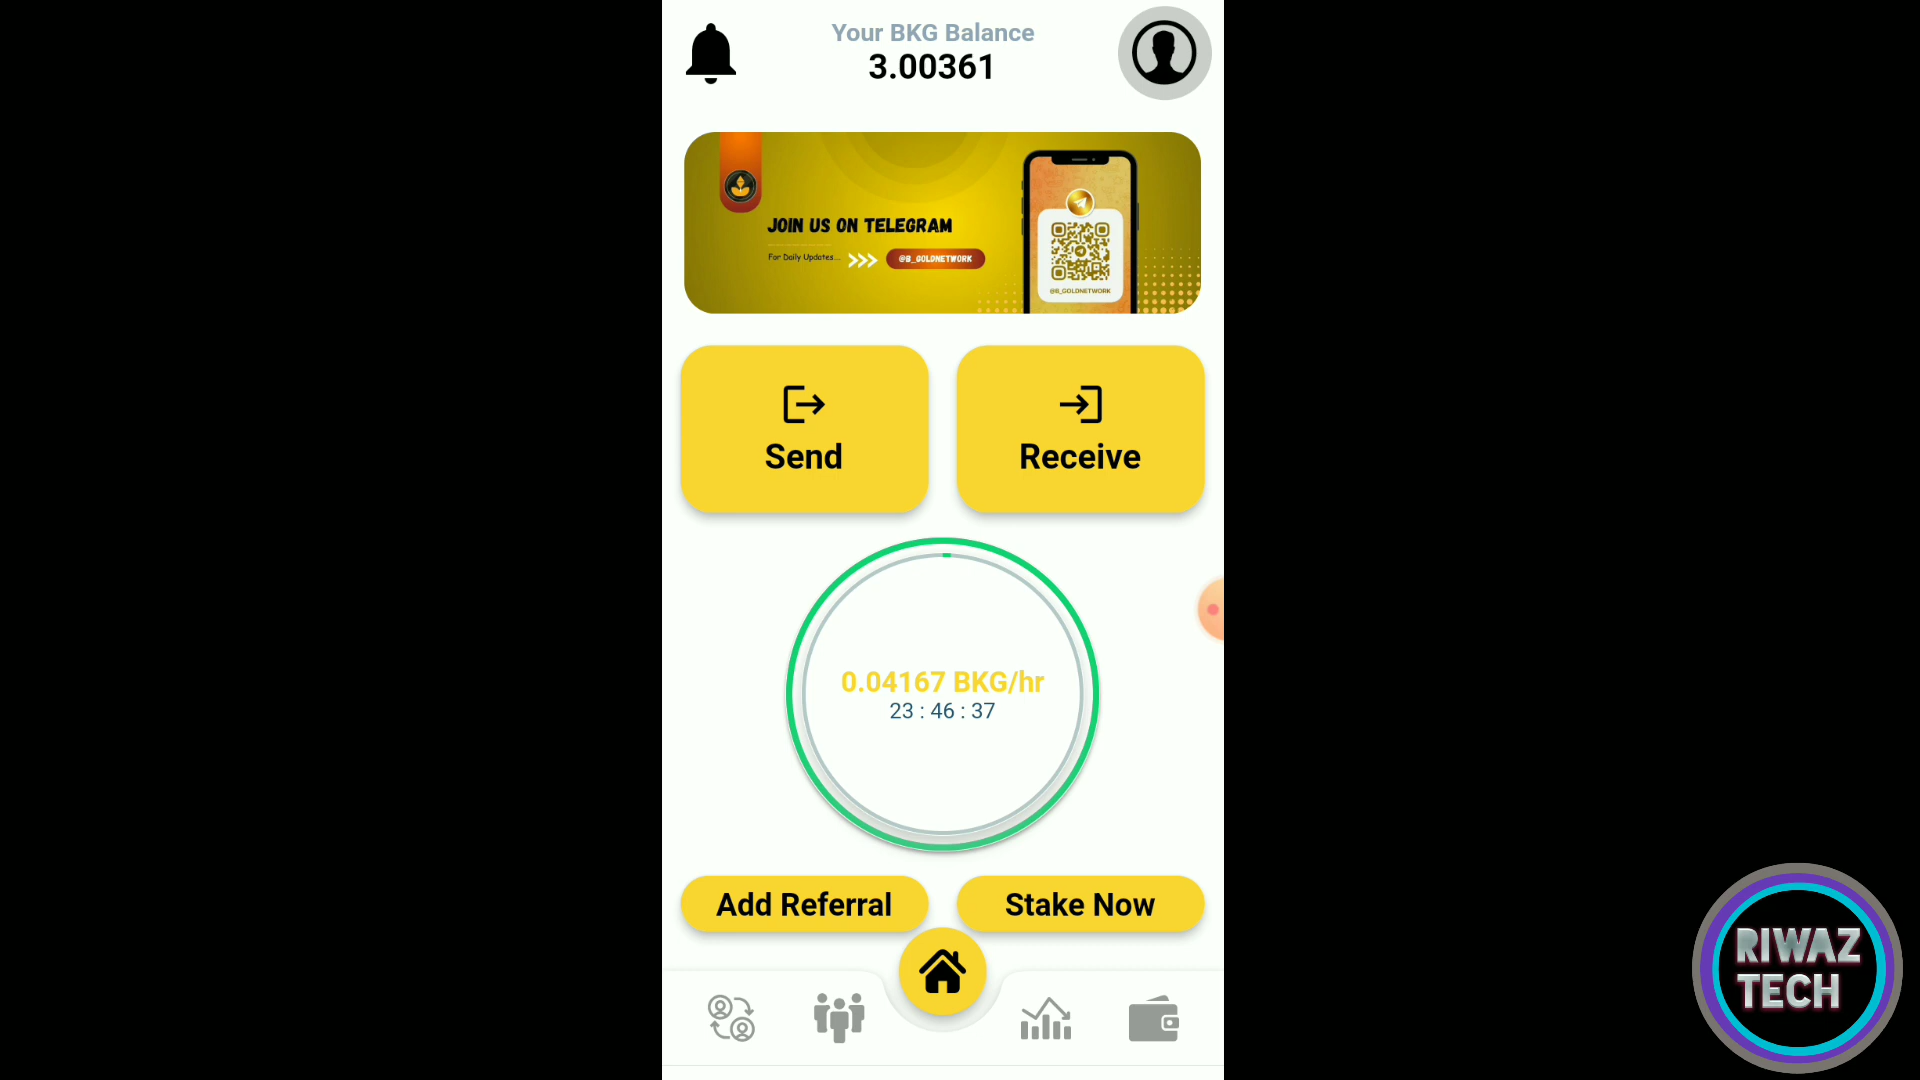 Your BKG Balance
3.00361
JOIN US ON TELEGRAM
For Daily Updates...
@B_GOLDNETWORK
@B_GOLDNETWORK
Send
Receive
0.04167 BKG/hr
23 : 46 : 37
Add Referral
Stake Now
RIWAZ
TECH